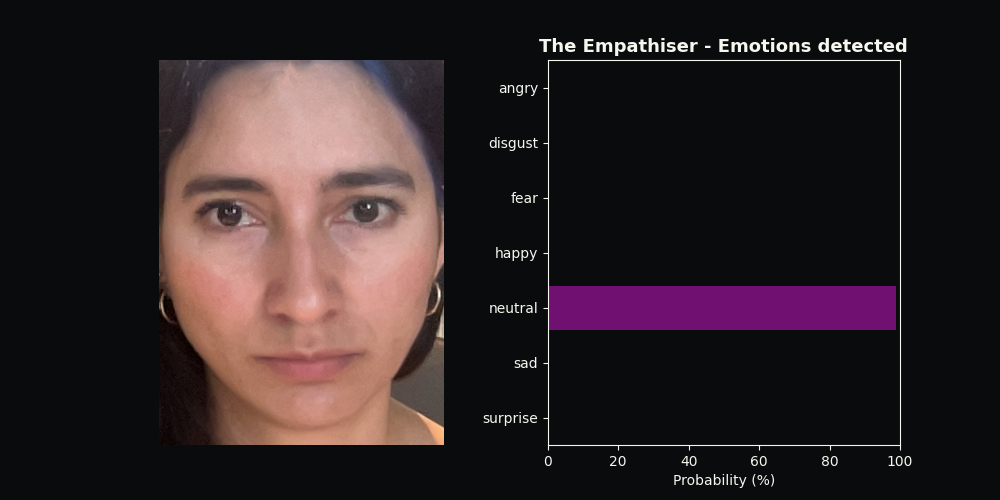 The Empathiser - Emotions detected
angry
disgust
fear
happy
neutral
sad
surprise
0 20 40 60 80 100
Probability (%)